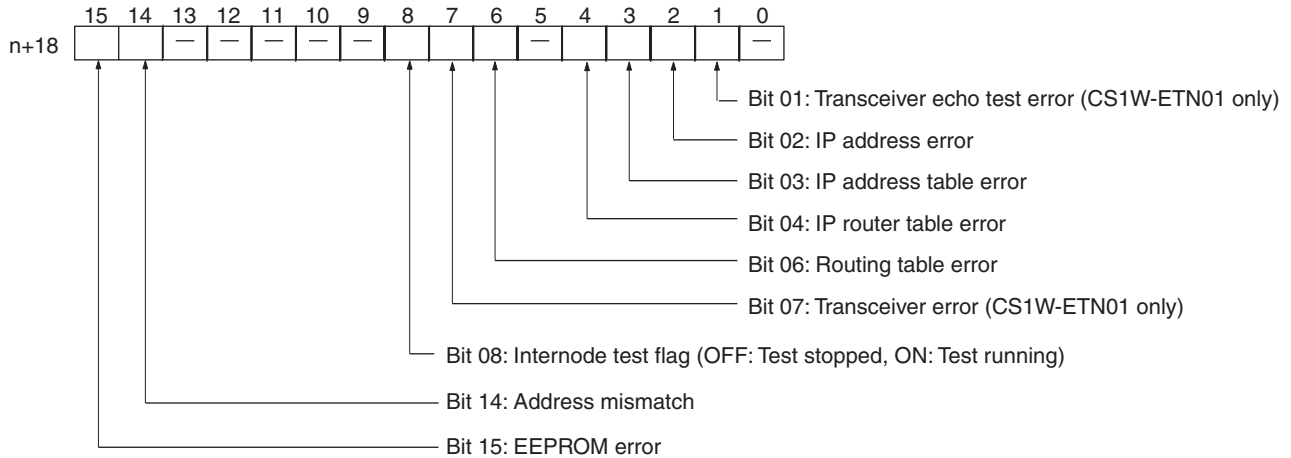 15 14 13 12 11 10 9 8 7 6 5 4 3 2 1 0
n+18 — — — — — — —
Bit 01: Transceiver echo test error (CS1W-ETN01 only)
Bit 02: IP address error
Bit 03: IP address table error
Bit 04: IP router table error
Bit 06: Routing table error
Bit 07: Transceiver error (CS1W-ETN01 only)
Bit 08: Internode test flag (OFF: Test stopped, ON: Test running)
Bit 14: Address mismatch
Bit 15: EEPROM error